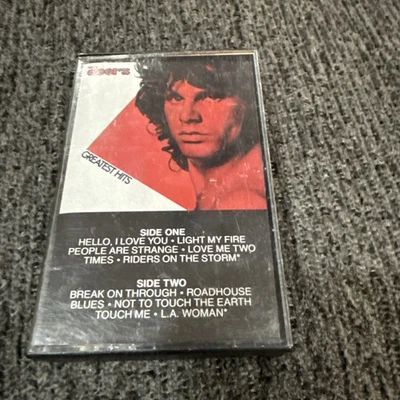 DOORS
GREATEST HITS
SIDE ONE
HELLO, I LOVE YOU • LIGHT MY FIRE
PEOPLE ARE STRANGE • LOVE ME TWO
TIMES • RIDERS ON THE STORM*
SIDE TWO
BREAK ON THROUGH • ROADHOUSE
BLUES • NOT TO TOUCH THE EARTH
TOUCH ME • L.A. WOMAN*